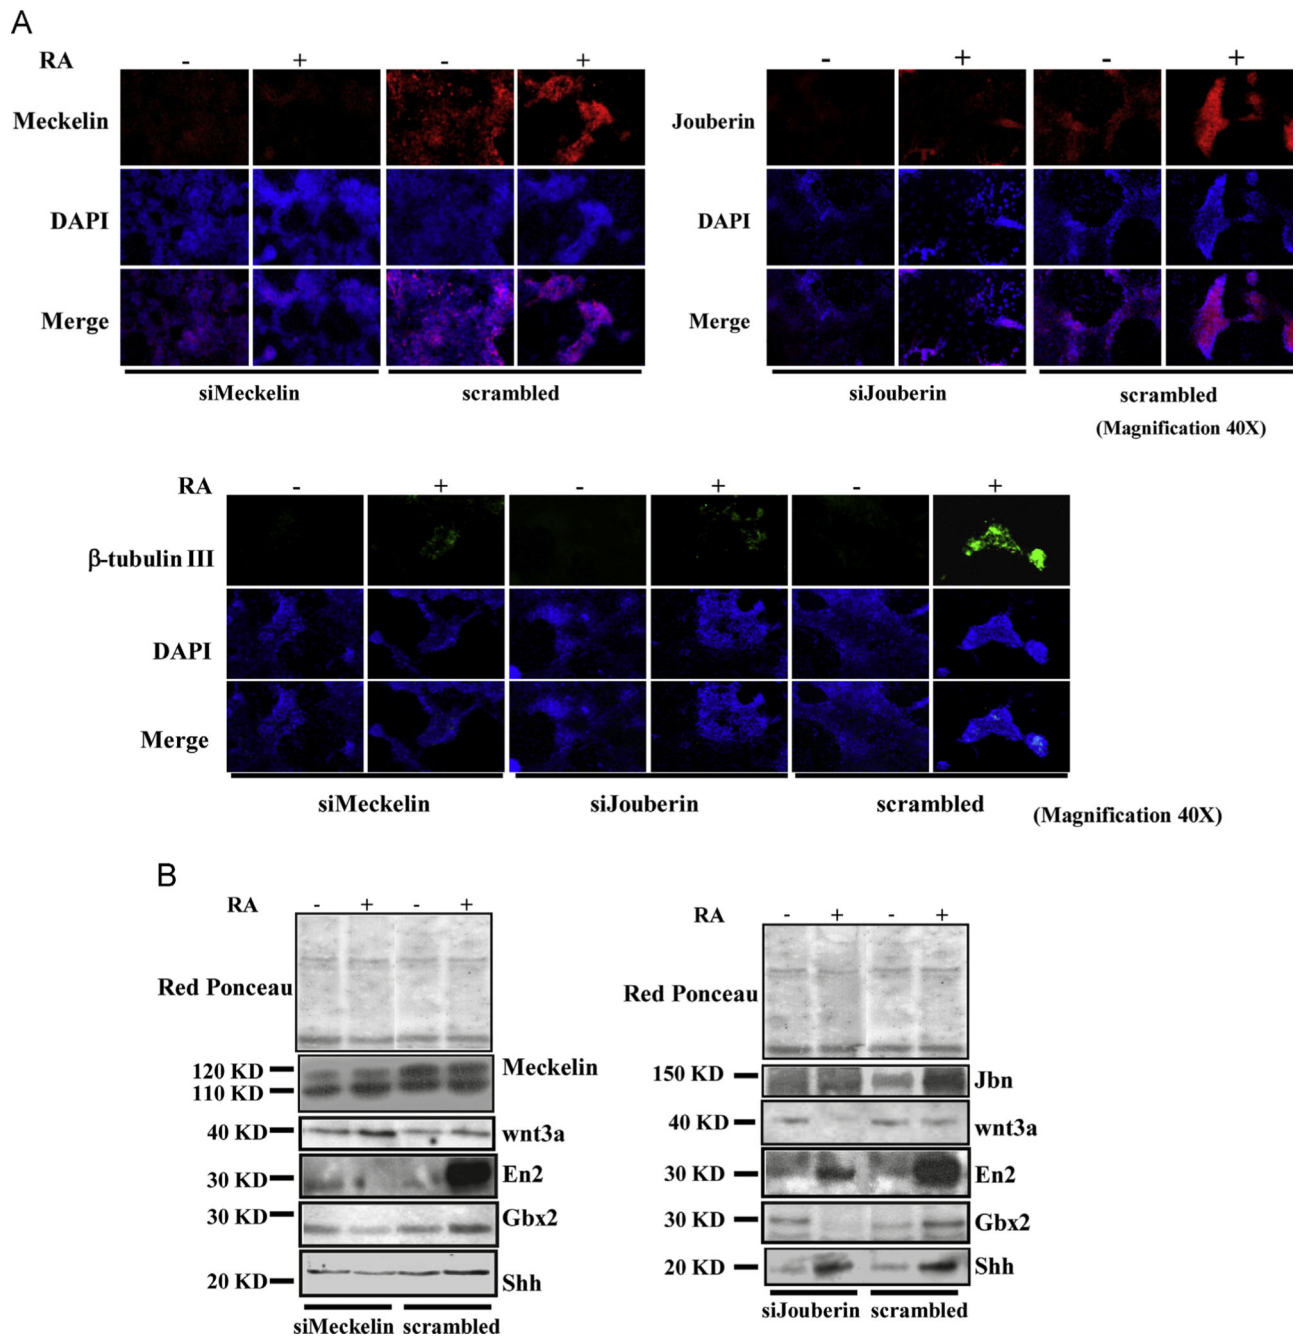 A
RA - + - +
Meckelin
DAPI
Merge
siMeckelin scrambled
- + - +
Jouberin
DAPI
Merge
siJouberin scrambled
(Magnification 40X)
RA - + - + - +
β-tubulin III
DAPI
Merge
siMeckelin siJouberin scrambled
(Magnification 40X)
B
RA - + - +
Red Ponceau
120 KD Meckelin
110 KD
40 KD wnt3a
30 KD En2
30 KD Gbx2
20 KD Shh
siMeckelin scrambled
RA - + - +
Red Ponceau
150 KD Jbn
40 KD wnt3a
30 KD En2
30 KD Gbx2
20 KD Shh
siJouberin scrambled